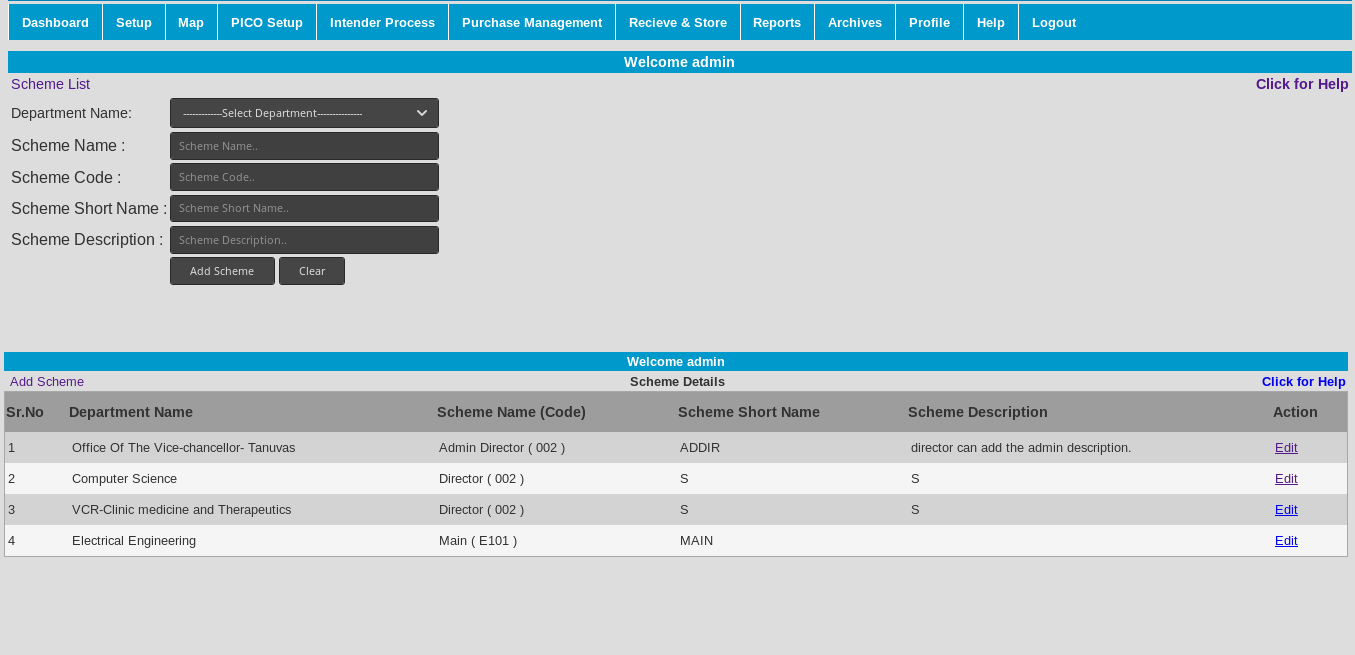 Dashboard Setup Map PICO Setup Intender Process Purchase Management Recieve & Store Reports Archives Profile Help Logout
Welcome admin
Scheme List Click for Help
Department Name: -------------Select Department---------------
Scheme Name : Scheme Name..
Scheme Code : Scheme Code..
Scheme Short Name : Scheme Short Name..
Scheme Description : Scheme Description..
Add Scheme Clear
Welcome admin
Add Scheme Scheme Details Click for Help
Sr.No Department Name Scheme Name (Code) Scheme Short Name Scheme Description Action
1 Office Of The Vice-chancellor- Tanuvas Admin Director ( 002 ) ADDIR director can add the admin description. Edit
2 Computer Science Director ( 002 ) S S Edit
3 VCR-Clinic medicine and Therapeutics Director ( 002 ) S S Edit
4 Electrical Engineering Main ( E101 ) MAIN Edit